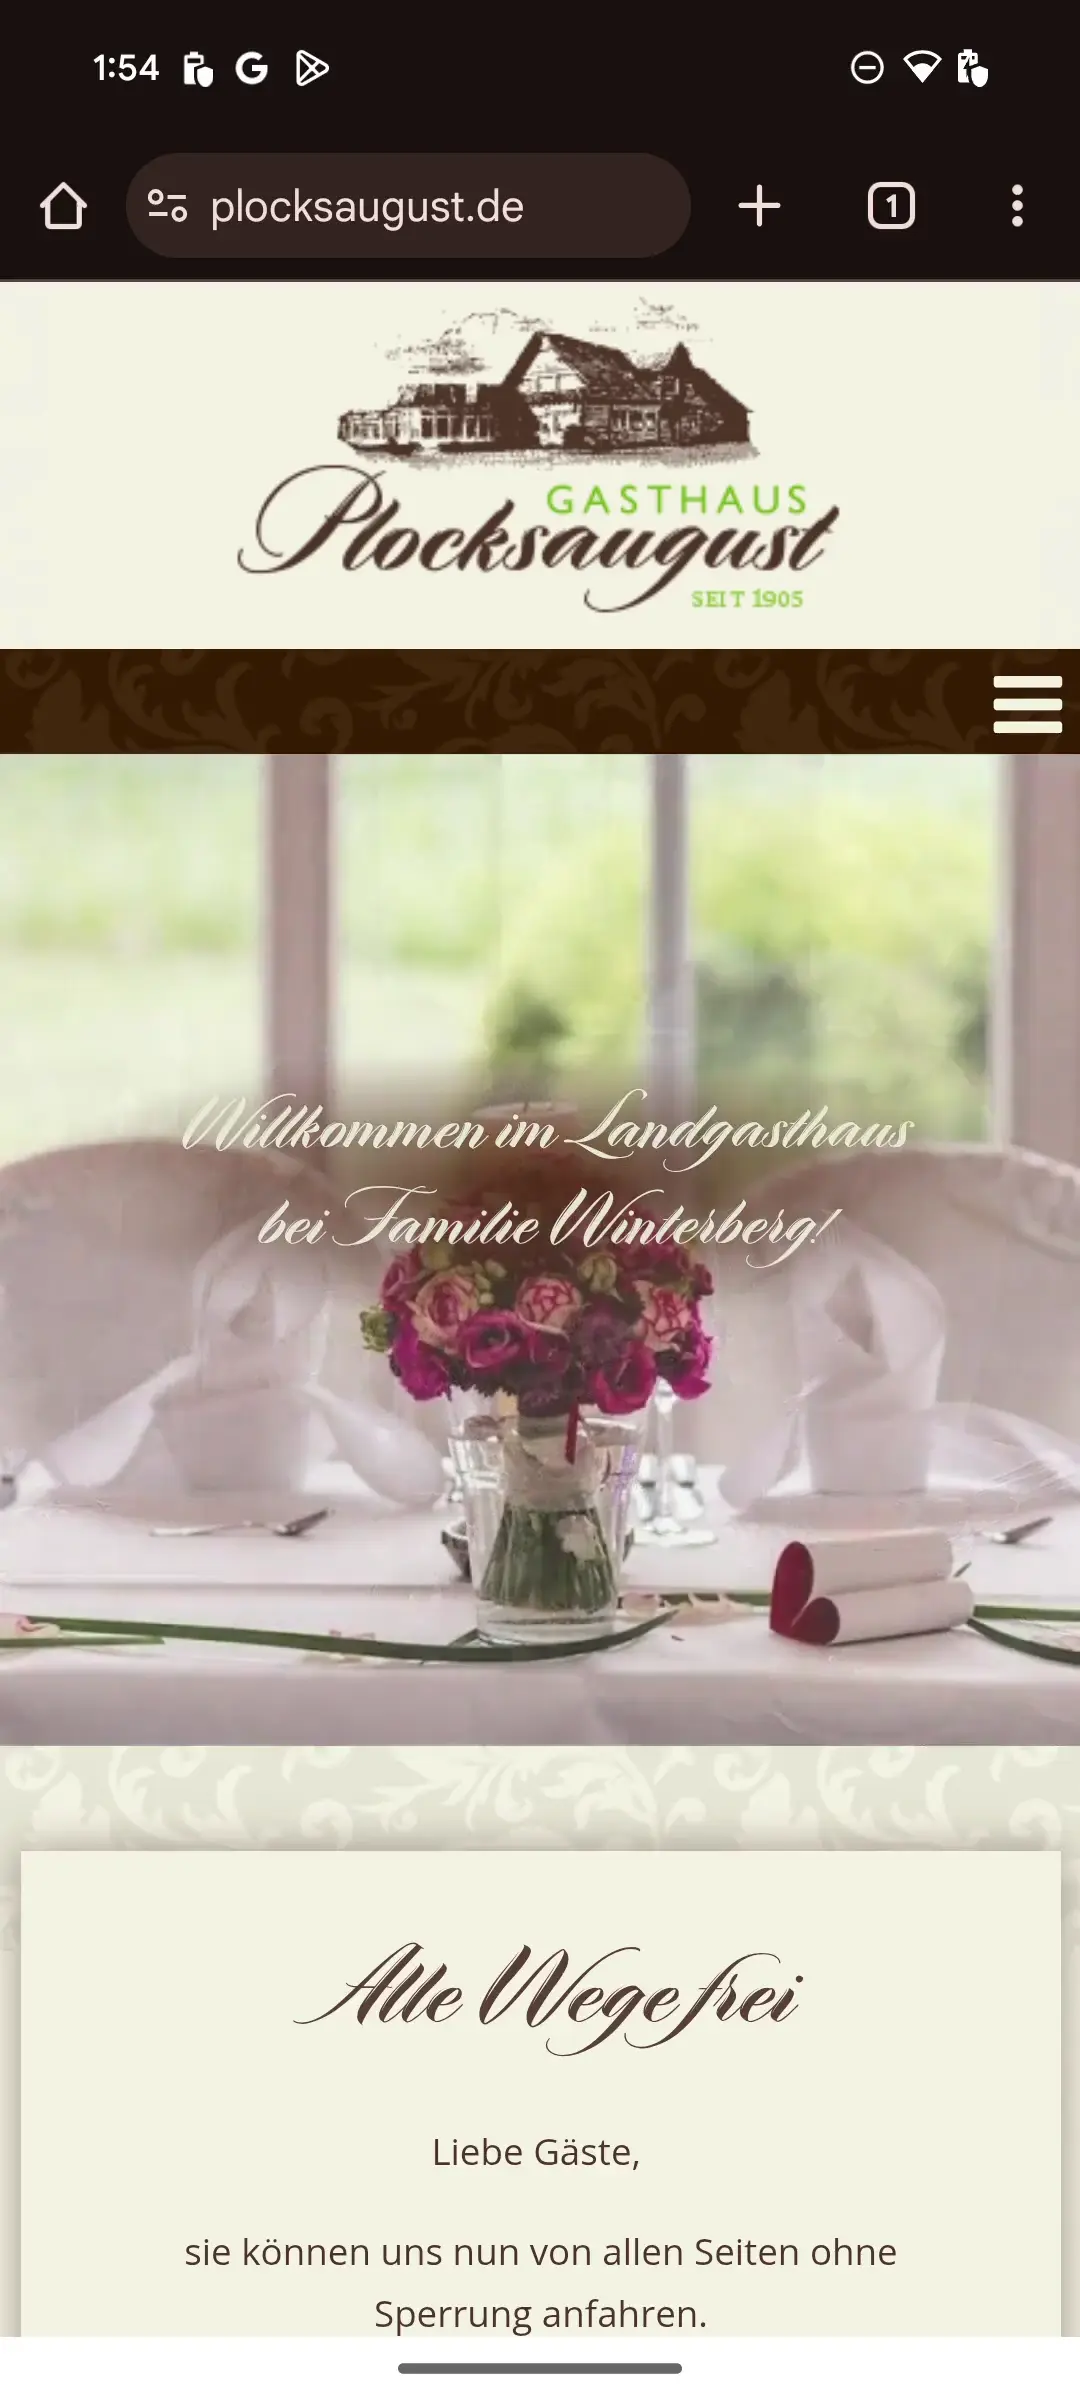 1:54
plocksaugust.de
1
GASTHAUS
Plocksaugust
SEIT 1905
Willkommen im Landgasthaus
bei Familie Winterberg!
Alle Wege frei
Liebe Gäste,
sie können uns nun von allen Seiten ohne
Sperrung anfahren.